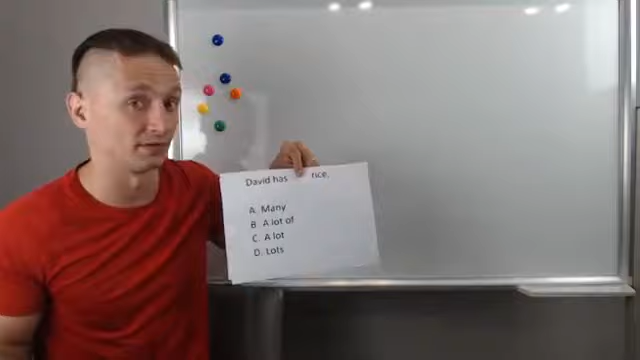 David has rice.
A. Many
B. A lot of
C. A lot
D. Lots